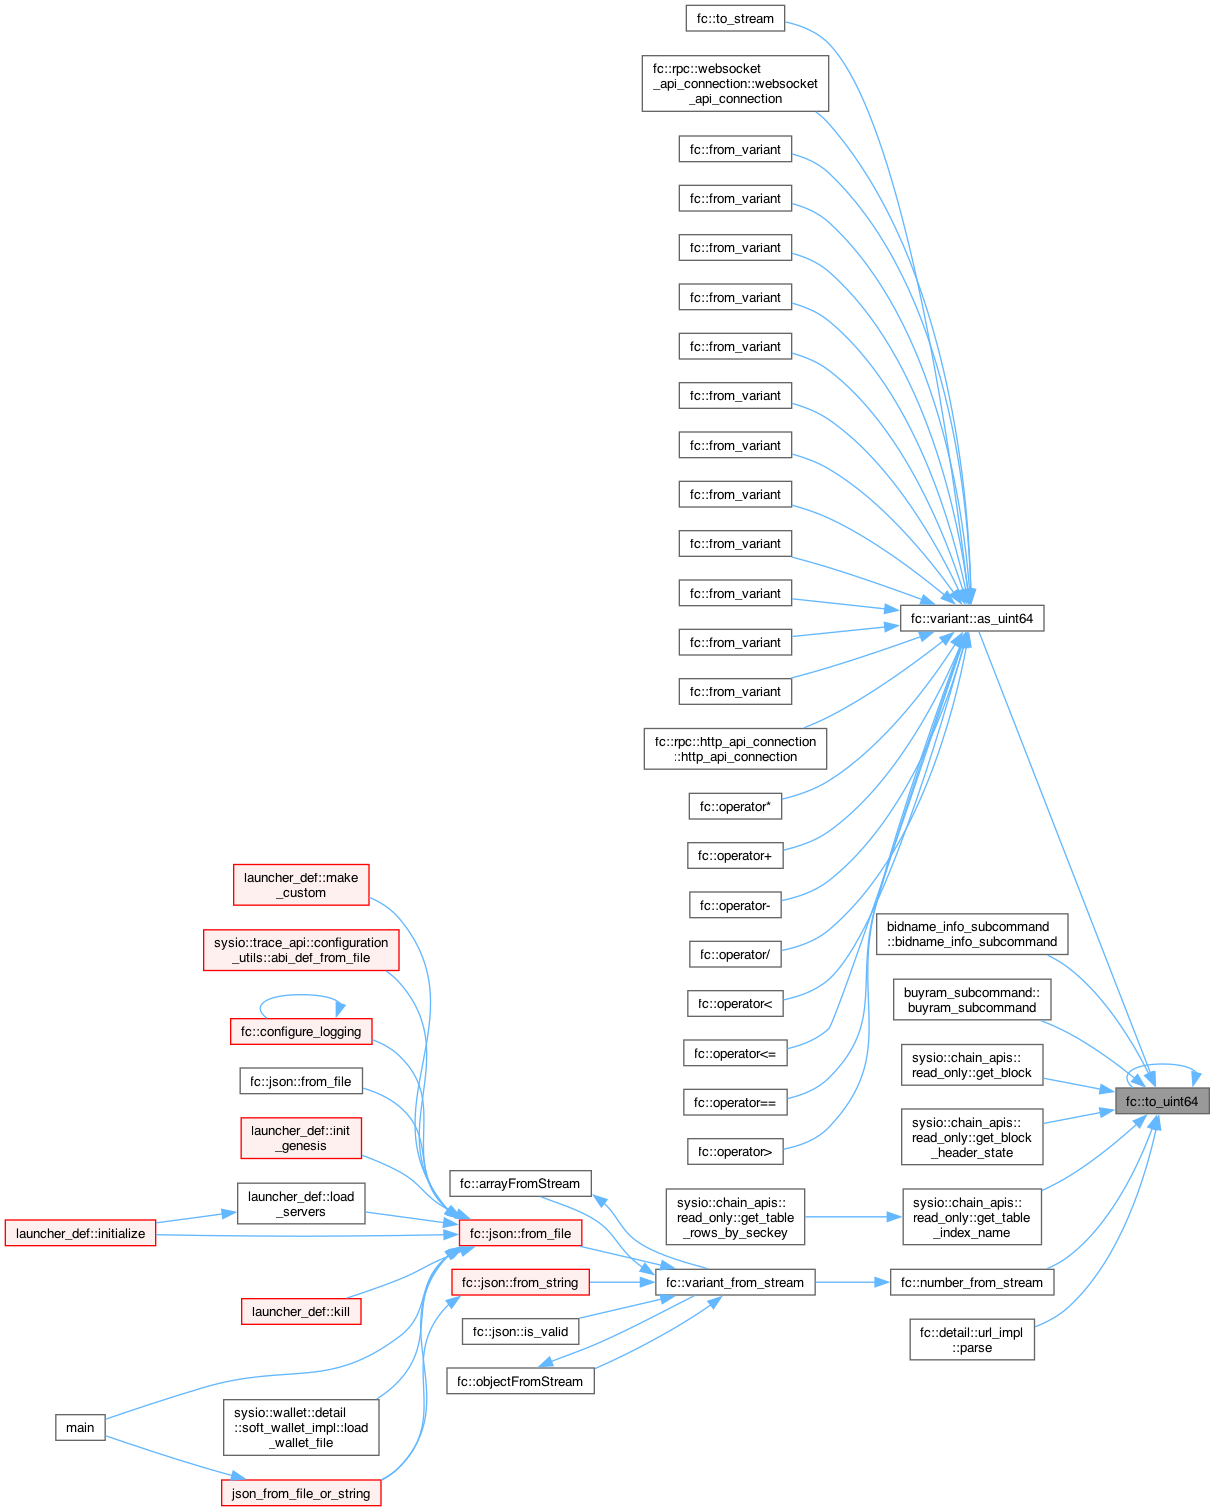 fc::to_stream
fc::rpc::websocket
_api_connection::websocket
_api_connection
fc::from_variant
fc::from_variant
fc::from_variant
fc::from_variant
fc::from_variant
fc::from_variant
fc::from_variant
fc::from_variant
fc::from_variant
fc::from_variant
fc::variant::as_uint64
fc::from_variant
fc::from_variant
fc::rpc::http_api_connection
::http_api_connection
fc::operator*
fc::operator+
fc::operator-
fc::operator/
fc::operator<
fc::operator<=
fc::operator==
fc::operator>
bidname_info_subcommand
::bidname_info_subcommand
buyram_subcommand::
buyram_subcommand
sysio::chain_apis::
read_only::get_block
fc::to_uint64
sysio::chain_apis::
read_only::get_block
_header_state
sysio::chain_apis::
read_only::get_table
_index_name
sysio::chain_apis::
read_only::get_table
_rows_by_seckey
fc::number_from_stream
fc::detail::url_impl
::parse
fc::variant_from_stream
fc::arrayFromStream
fc::json::from_file
fc::json::from_string
fc::json::is_valid
fc::objectFromStream
launcher_def::make
_custom
sysio::trace_api::configuration
_utils::abi_def_from_file
fc::configure_logging
fc::json::from_file
launcher_def::init
_genesis
launcher_def::load
_servers
launcher_def::initialize
launcher_def::kill
sysio::wallet::detail
::soft_wallet_impl::load
_wallet_file
main
json_from_file_or_string